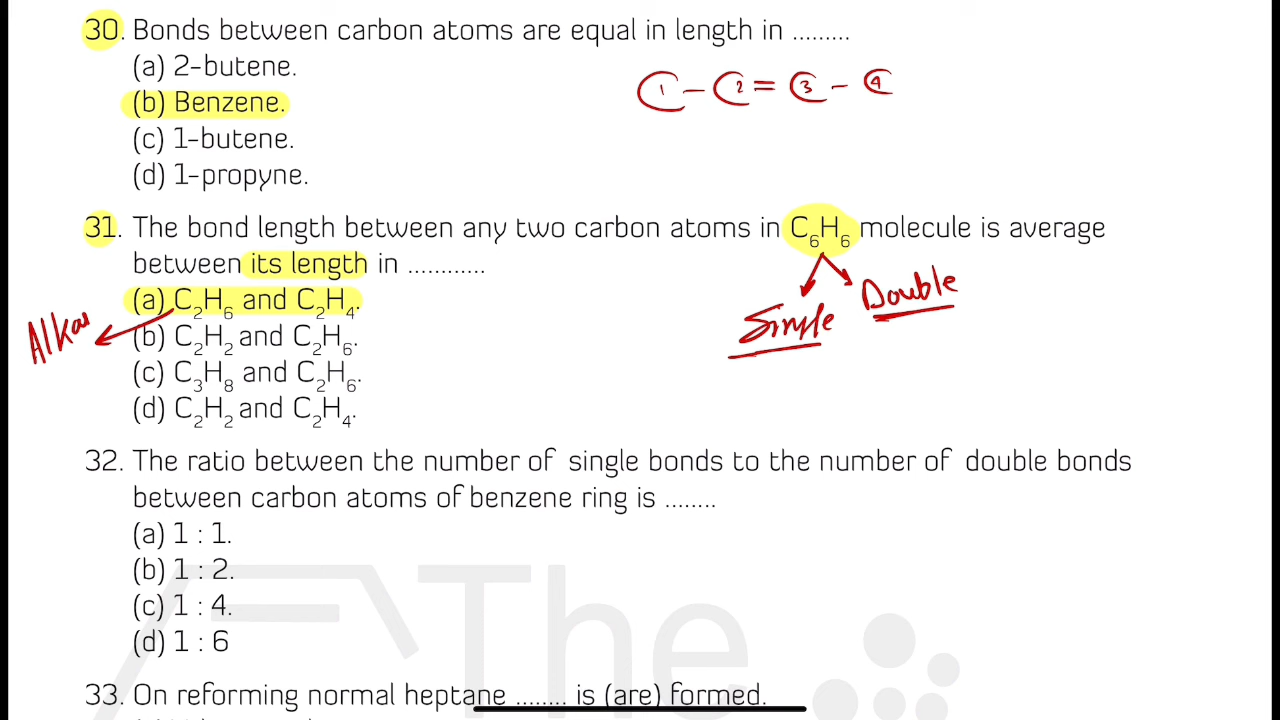 30. Bonds between carbon atoms are equal in length in .........
(a) 2-butene.
C1 - C2 = C3 - C4
(b) Benzene.
(c) 1-butene.
(d) 1-propyne.
31. The bond length between any two carbon atoms in C₆H₆ molecule is average
between its length in ............
Single Double
(a) C₂H₆ and C₂H₄.
Alkan
(b) C₂H₂ and C₂H₆.
(c) C₃H₈ and C₂H₆.
(d) C₂H₂ and C₂H₄.
32. The ratio between the number of single bonds to the number of double bonds
between carbon atoms of benzene ring is ........
(a) 1 : 1.
(b) 1 : 2.
(c) 1 : 4.
(d) 1 : 6
The
33. On reforming normal heptane ........ is (are) formed.